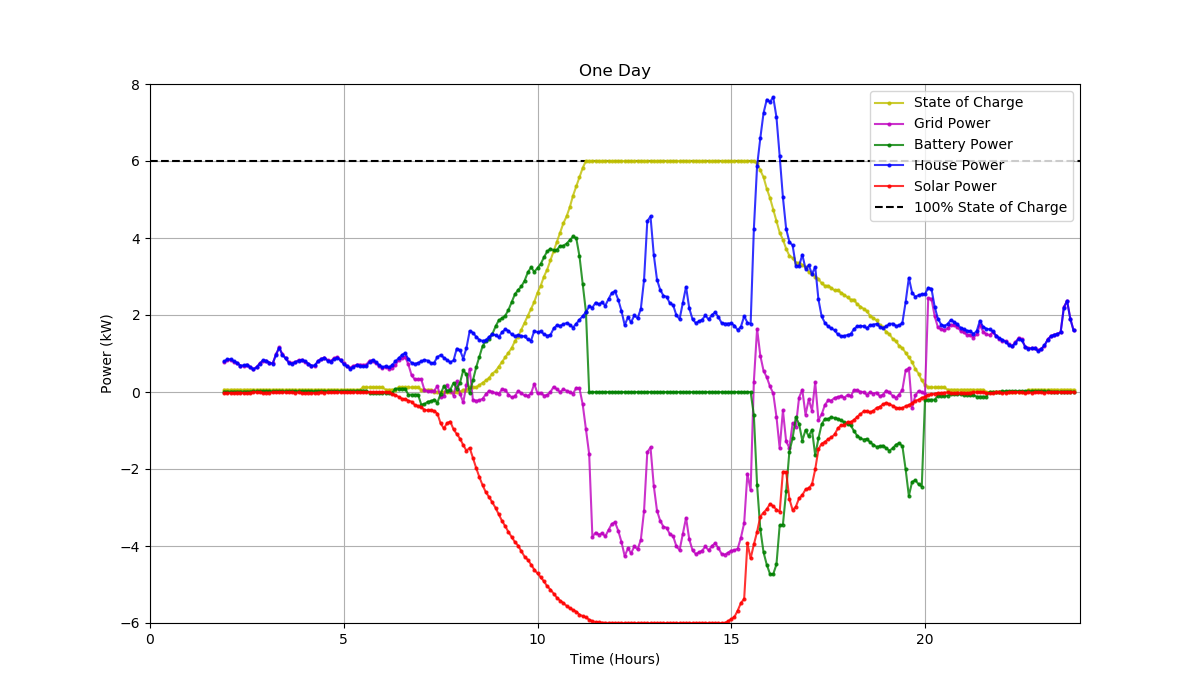 One Day
8
6
4
2
0
−2
−4
−6
Power (kW)
0
5
10
15
20
Time (Hours)
State of Charge
Grid Power
Battery Power
House Power
Solar Power
100% State of Charge